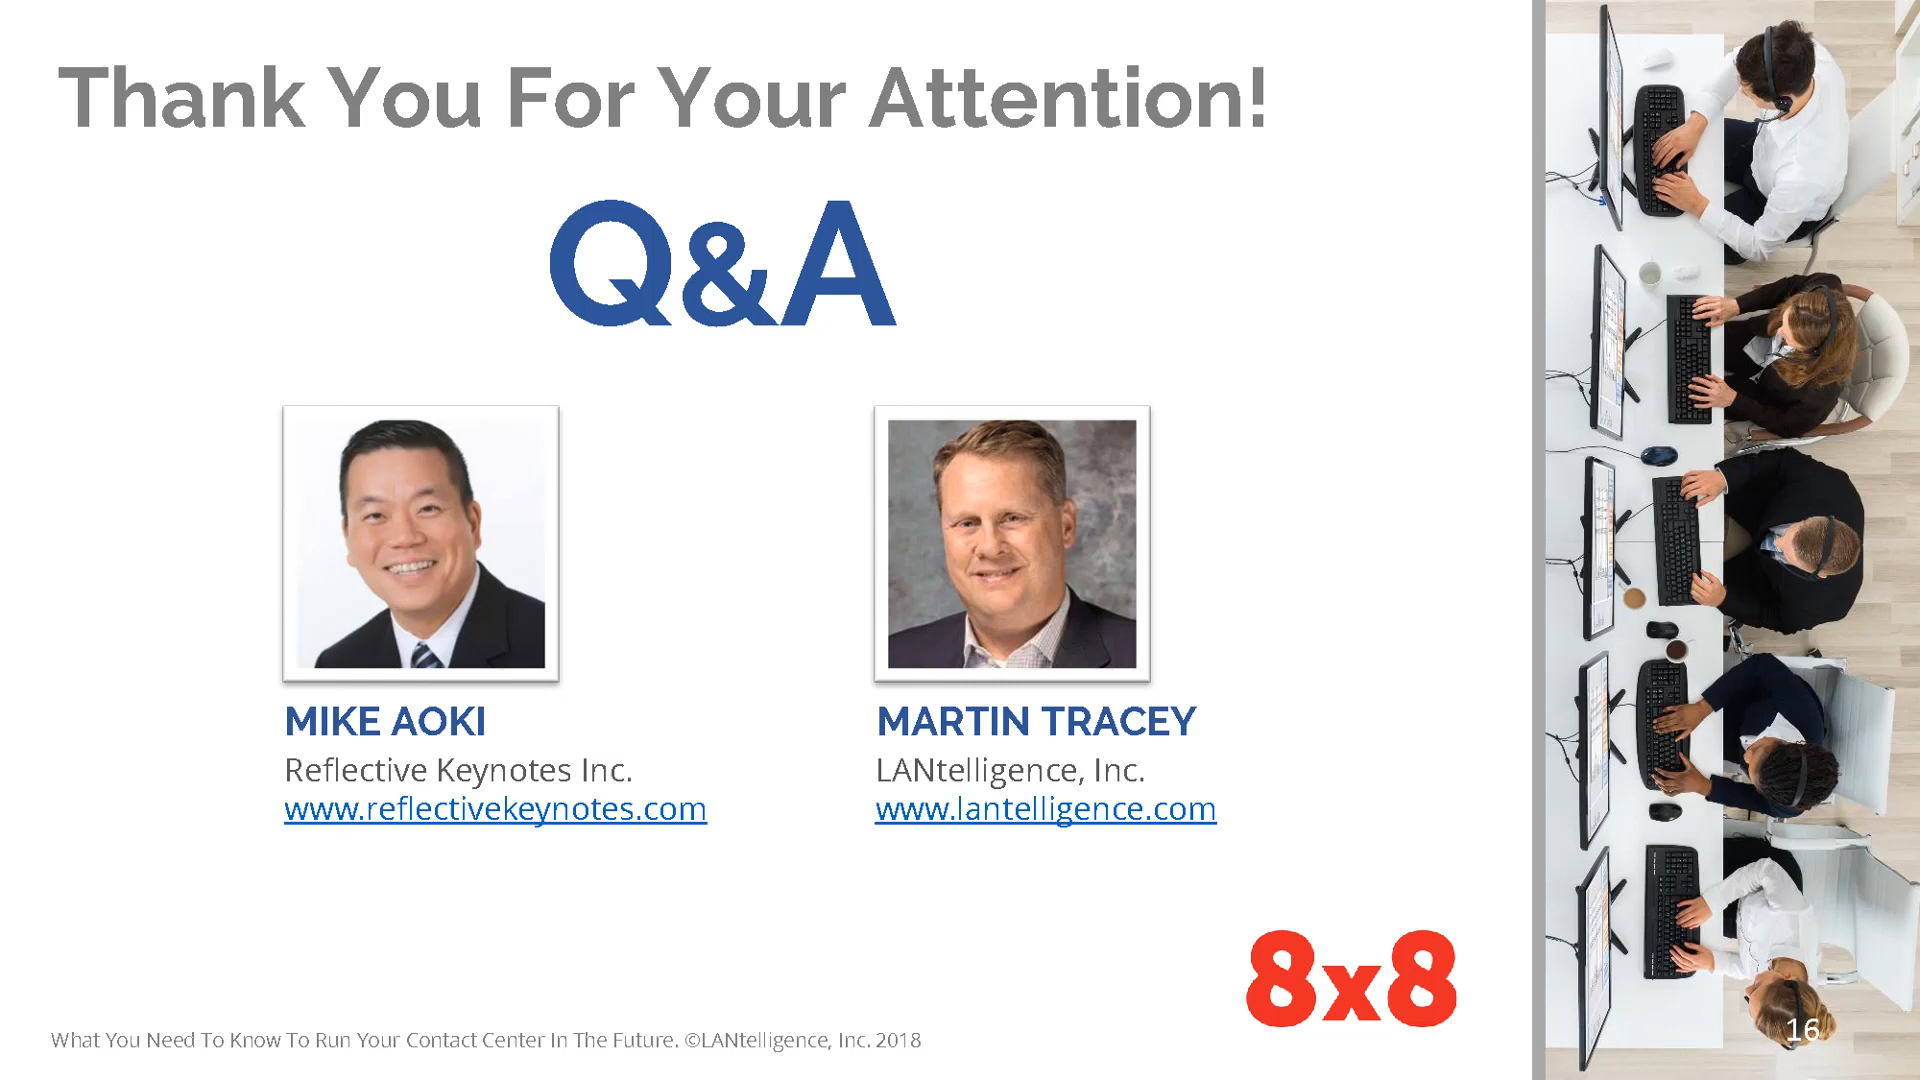 Thank You For Your Attention!
Q&A
MIKE AOKI
Reflective Keynotes Inc.
www.reflectivekeynotes.com
MARTIN TRACEY
LANtelligence, Inc.
www.lantelligence.com
8x8
What You Need To Know To Run Your Contact Center In The Future. ©LANtelligence, Inc. 2018
16